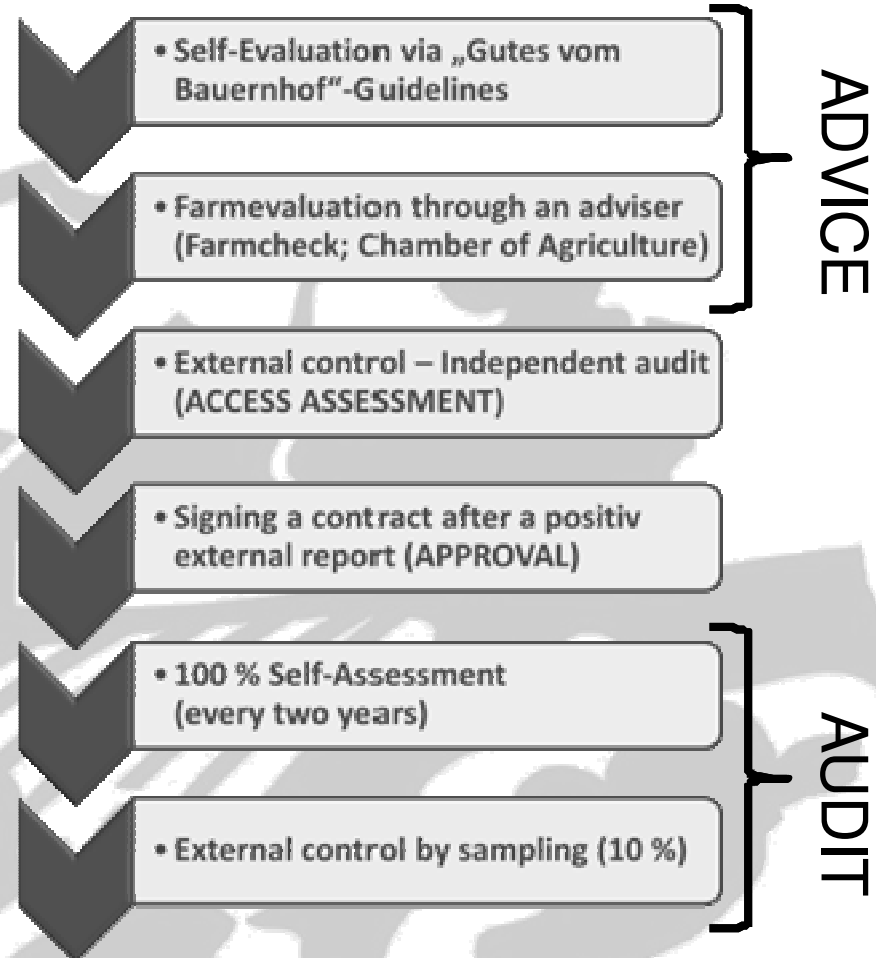 • Self-Evaluation via „Gutes vom
Bauernhof“-Guidelines
• Farmevaluation through an adviser
(Farmcheck; Chamber of Agriculture)
ADVICE
• External control – Independent audit
(ACCESS ASSESSMENT)
• Signing a contract after a positiv
external report (APPROVAL)
• 100 % Self-Assessment
(every two years)
• External control by sampling (10 %)
AUDIT